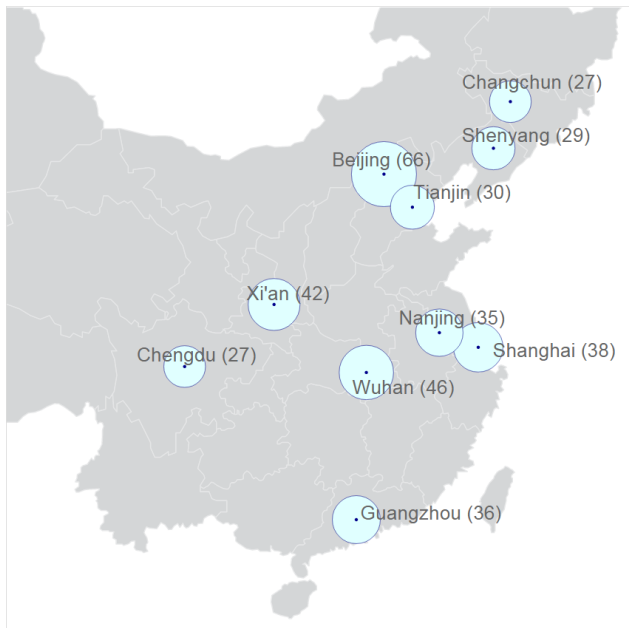 Changchun (27)
Shenyang (29)
Beijing (66)
Tianjin (30)
Xi'an (42)
Nanjing (35)
Shanghai (38)
Chengdu (27)
Wuhan (46)
Guangzhou (36)